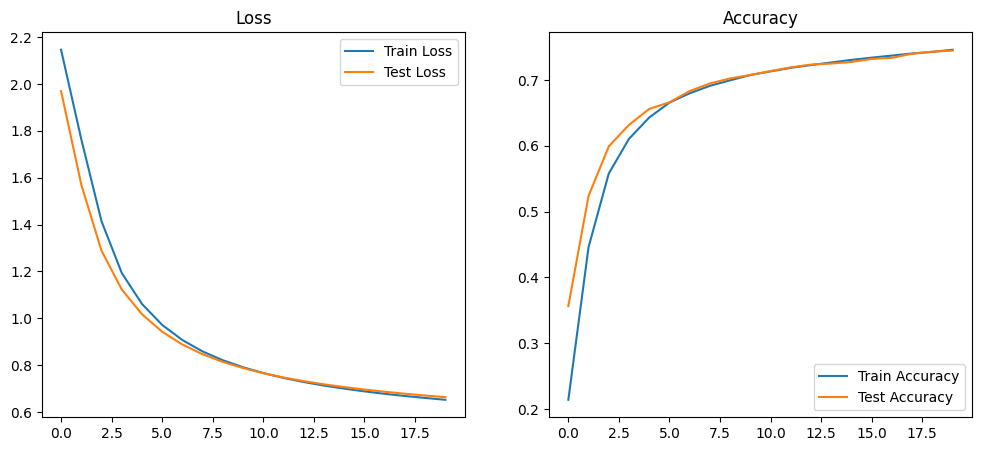 Loss
2.2
2.0
1.8
1.6
1.4
1.2
1.0
0.8
0.6
0.0 2.5 5.0 7.5 10.0 12.5 15.0 17.5
Train Loss
Test Loss
Accuracy
0.7
0.6
0.5
0.4
0.3
0.2
0.0 2.5 5.0 7.5 10.0 12.5 15.0 17.5
Train Accuracy
Test Accuracy